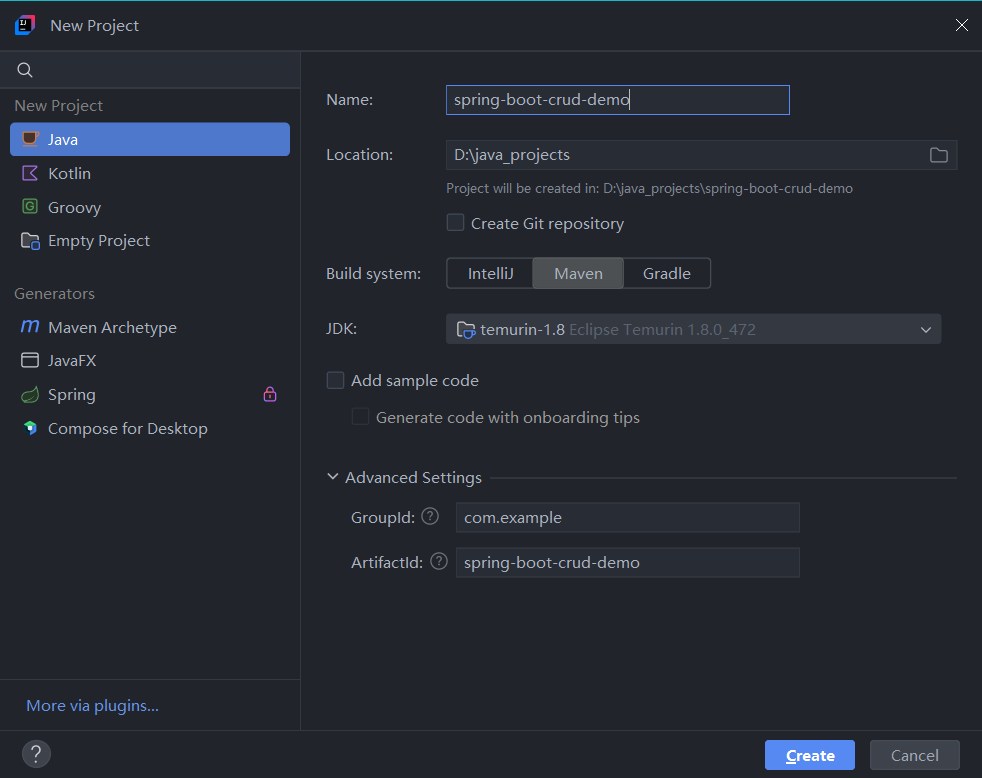 New Project
New Project
Java
Kotlin
Groovy
Empty Project
Generators
Maven Archetype
JavaFX
Spring
Compose for Desktop
More via plugins...
?
Name: spring-boot-crud-demo
Location: D:\java_projects
Project will be created in: D:\java_projects\spring-boot-crud-demo
Create Git repository
Build system: IntelliJ Maven Gradle
JDK: temurin-1.8 Eclipse Temurin 1.8.0_472
Add sample code
Generate code with onboarding tips
Advanced Settings
GroupId: ? com.example
ArtifactId: ? spring-boot-crud-demo
Create Cancel